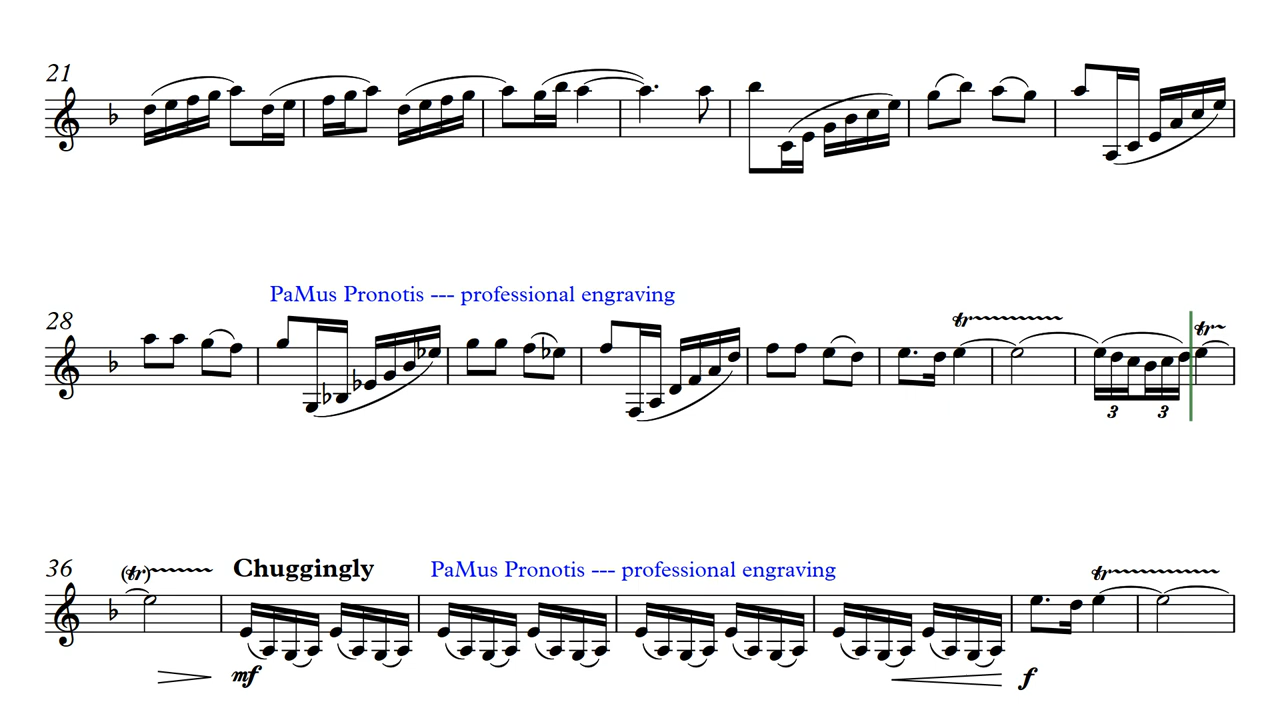 21
PaMus Pronotis --- professional engraving
28
tr
tr
3 3
36
(tr)
Chuggingly
PaMus Pronotis --- professional engraving
tr
mf
f